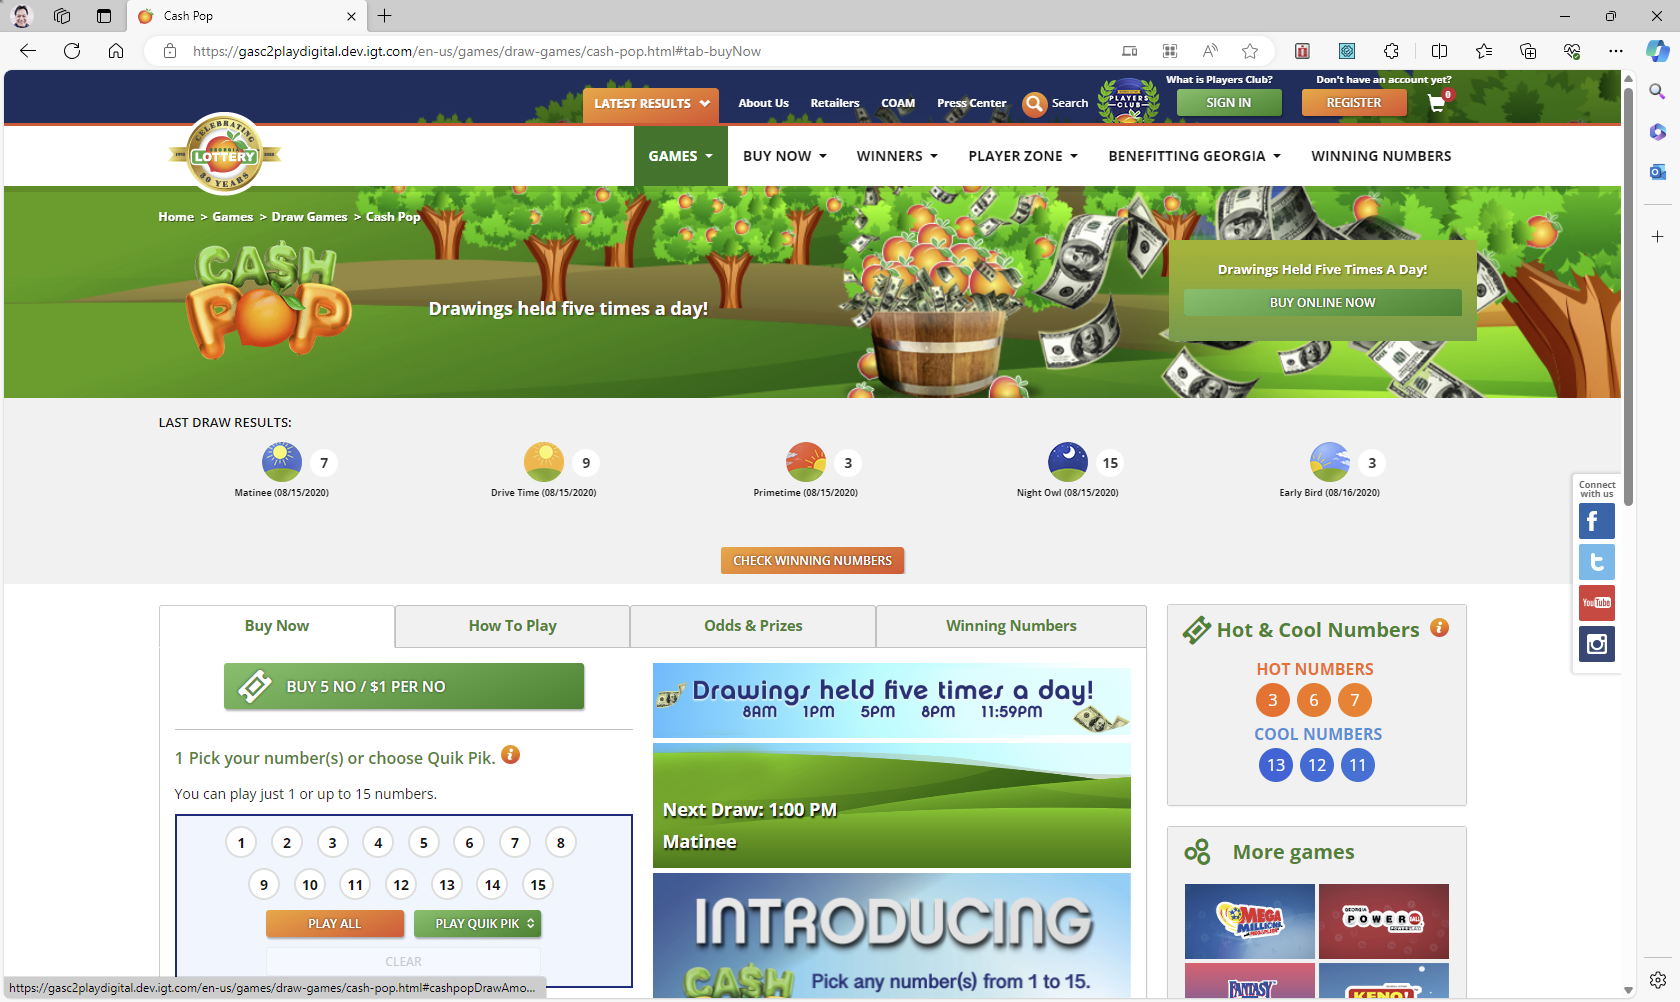 Cash Pop
https://gasc2playdigital.dev.igt.com/en-us/games/draw-games/cash-pop.html#tab-buyNow
What is Players Club?
Don't have an account yet?
LATEST RESULTS
About Us
Retailers
COAM
Press Center
Search
PLAYERS
CLUB
SIGN IN
REGISTER
0
CELEBRATING
GEORGIA
LOTTERY
YEARS
GAMES
BUY NOW
WINNERS
PLAYER ZONE
BENEFITTING GEORGIA
WINNING NUMBERS
Home > Games > Draw Games > Cash Pop
CA$H
POP
Drawings held five times a day!
Drawings Held Five Times A Day!
BUY ONLINE NOW
LAST DRAW RESULTS:
7
9
3
15
3
Matinee (08/15/2020)
Drive Time (08/15/2020)
Primetime (08/15/2020)
Night Owl (08/15/2020)
Early Bird (08/16/2020)
CHECK WINNING NUMBERS
Connect
with us
YouTube
Buy Now
How To Play
Odds & Prizes
Winning Numbers
BUY 5 NO / $1 PER NO
1 Pick your number(s) or choose Quik Pik.
You can play just 1 or up to 15 numbers.
1 2 3 4 5 6 7 8
9 10 11 12 13 14 15
PLAY ALL
PLAY QUIK PIK
CLEAR
Drawings held five times a day!
8AM 1PM 5PM 8PM 11:59PM
Next Draw: 1:00 PM
Matinee
INTRODUCING
CA$H
Pick any number(s) from 1 to 15.
Hot & Cool Numbers
HOT NUMBERS
3 6 7
COOL NUMBERS
13 12 11
More games
MEGA
MILLIONS
GEORGIA
POWERBALL
FANTASY
KENO!
https://gasc2playdigital.dev.igt.com/en-us/games/draw-games/cash-pop.html#cashpopDrawAmo...